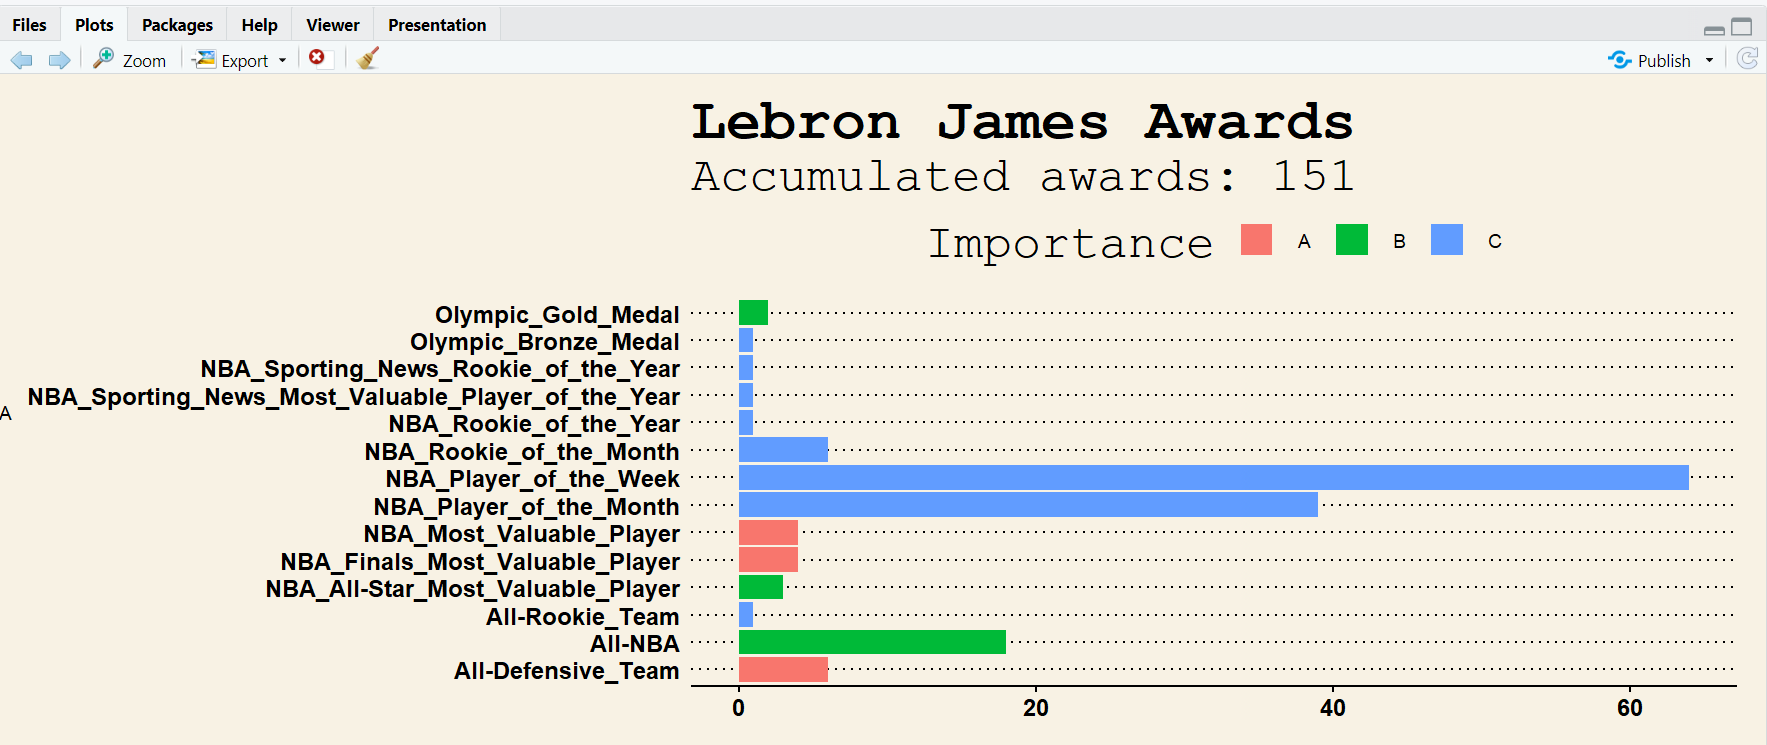 Files Plots Packages Help Viewer Presentation
Zoom Export Publish
Lebron James Awards
Accumulated awards: 151
Importance A B C
Olympic_Gold_Medal
Olympic_Bronze_Medal
NBA_Sporting_News_Rookie_of_the_Year
NBA_Sporting_News_Most_Valuable_Player_of_the_Year
A
NBA_Rookie_of_the_Year
NBA_Rookie_of_the_Month
NBA_Player_of_the_Week
NBA_Player_of_the_Month
NBA_Most_Valuable_Player
NBA_Finals_Most_Valuable_Player
NBA_All-Star_Most_Valuable_Player
All-Rookie_Team
All-NBA
All-Defensive_Team
0 20 40 60